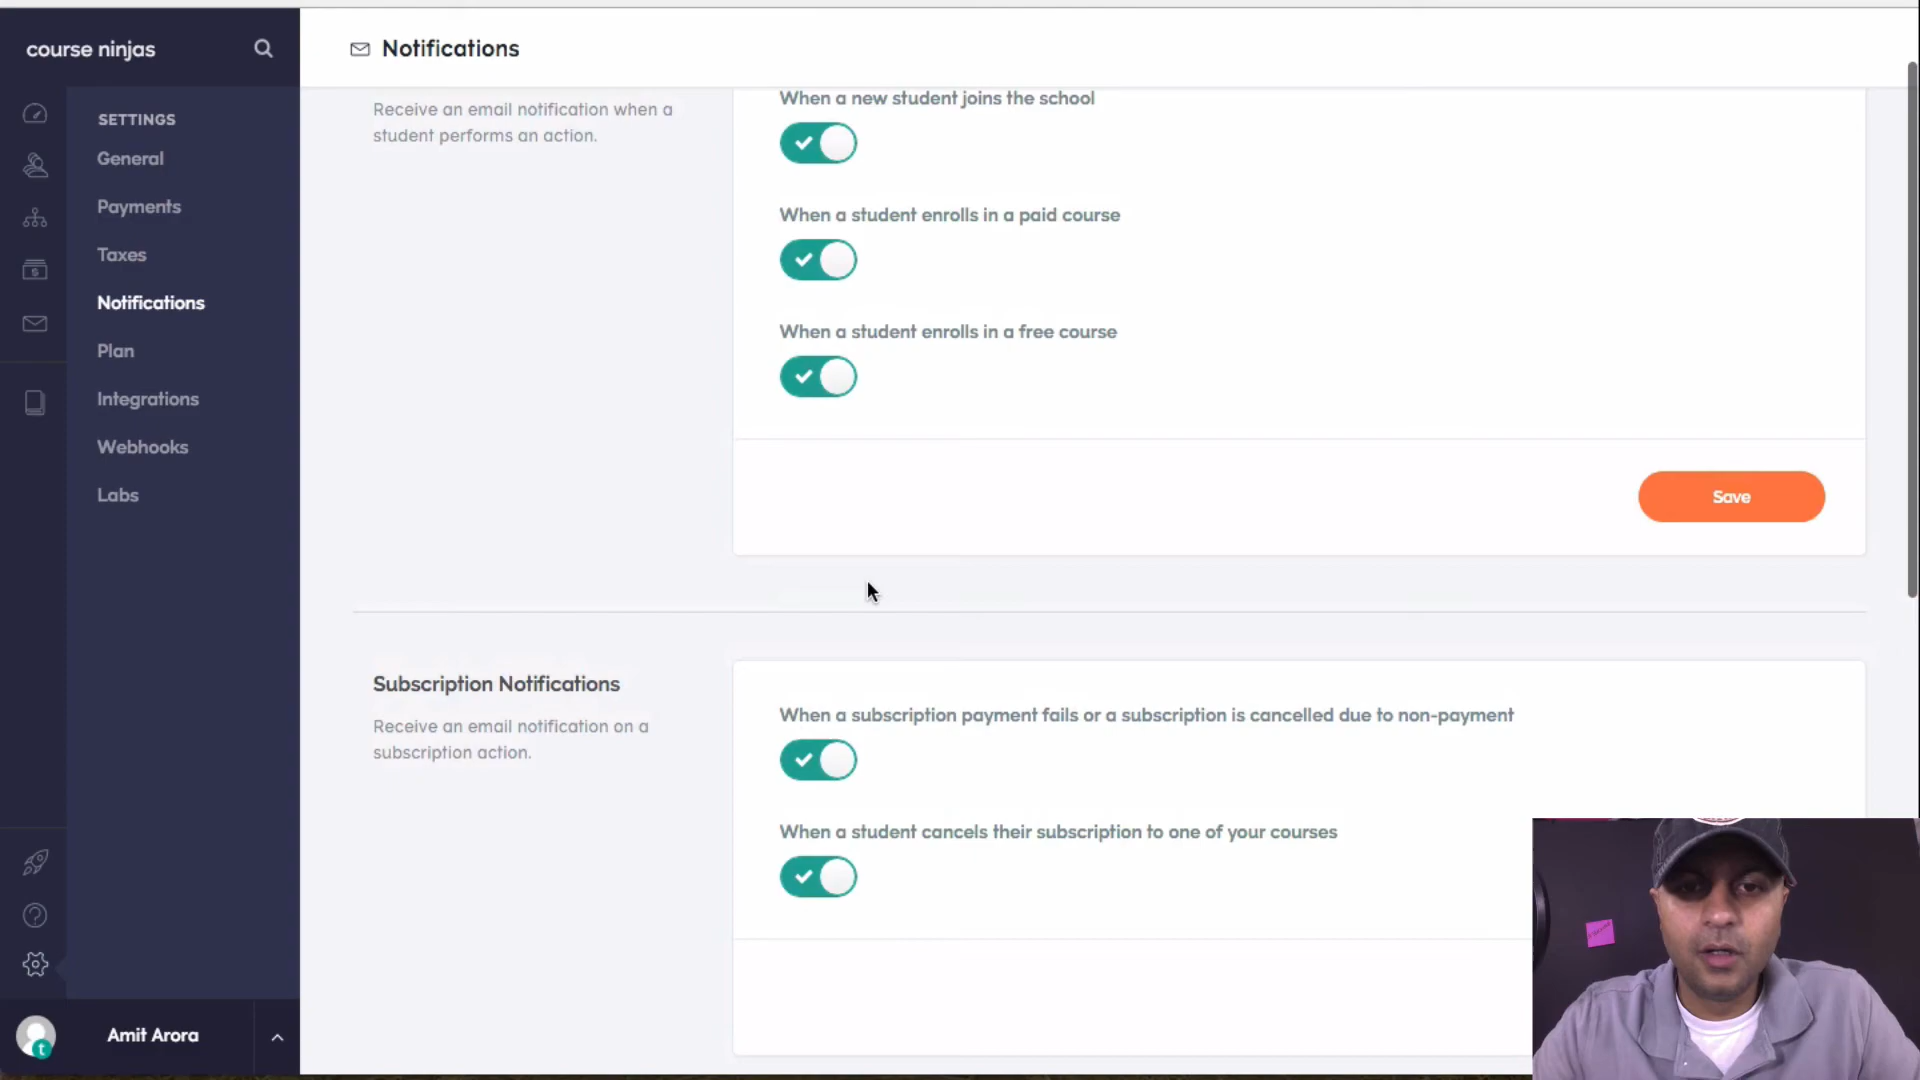 course ninjas
Notifications
SETTINGS
General
Payments
Taxes
Notifications
Plan
Integrations
Webhooks
Labs
Amit Arora
t
Receive an email notification when a
student performs an action.
When a new student joins the school
When a student enrolls in a paid course
When a student enrolls in a free course
Save
Subscription Notifications
Receive an email notification on a
subscription action.
When a subscription payment fails or a subscription is cancelled due to non-payment
When a student cancels their subscription to one of your courses